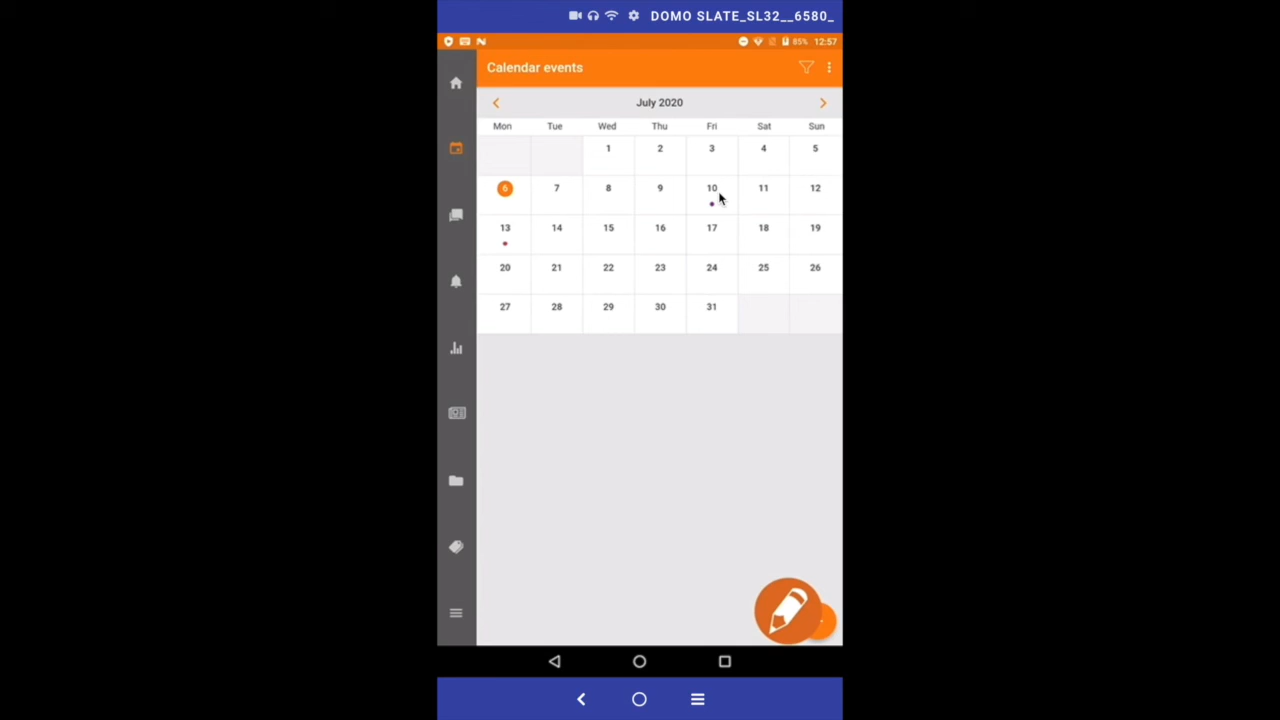 DOMO SLATE_SL32__6580_
85% 12:57
Calendar events
July 2020
Mon Tue Wed Thu Fri Sat Sun
1 2 3 4 5
6 7 8 9 10 11 12
13 14 15 16 17 18 19
20 21 22 23 24 25 26
27 28 29 30 31